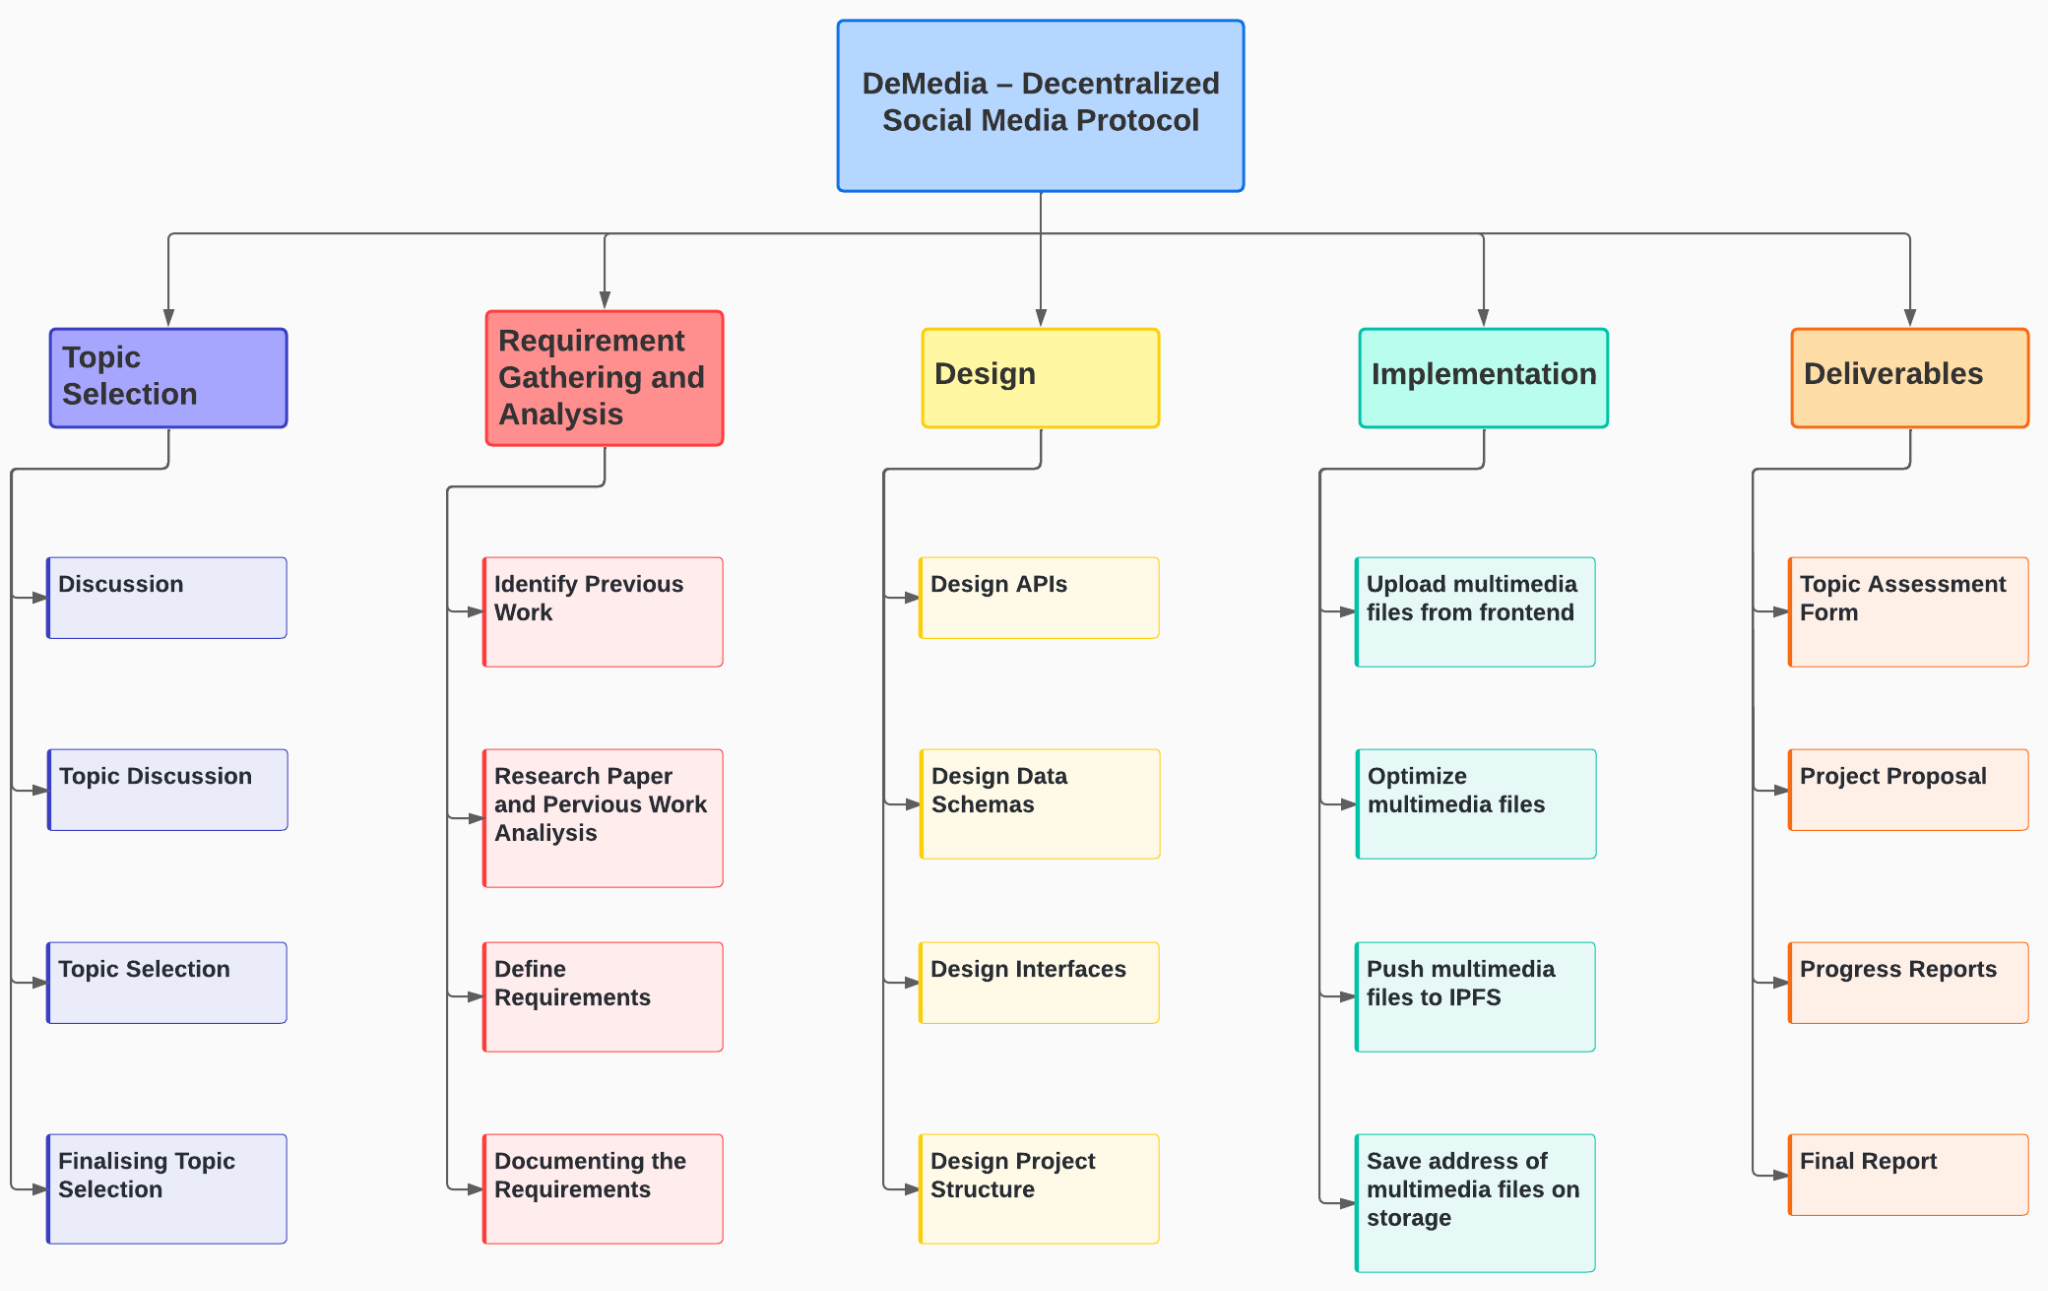 DeMedia – Decentralized
Social Media Protocol
Topic
Selection
Requirement
Gathering and
Analysis
Design
Implementation
Deliverables
Discussion
Topic Discussion
Topic Selection
Finalising Topic
Selection
Identify Previous
Work
Research Paper
and Pervious Work
Analiysis
Define
Requirements
Documenting the
Requirements
Design APIs
Design Data
Schemas
Design Interfaces
Design Project
Structure
Upload multimedia
files from frontend
Optimize
multimedia files
Push multimedia
files to IPFS
Save address of
multimedia files on
storage
Topic Assessment
Form
Project Proposal
Progress Reports
Final Report